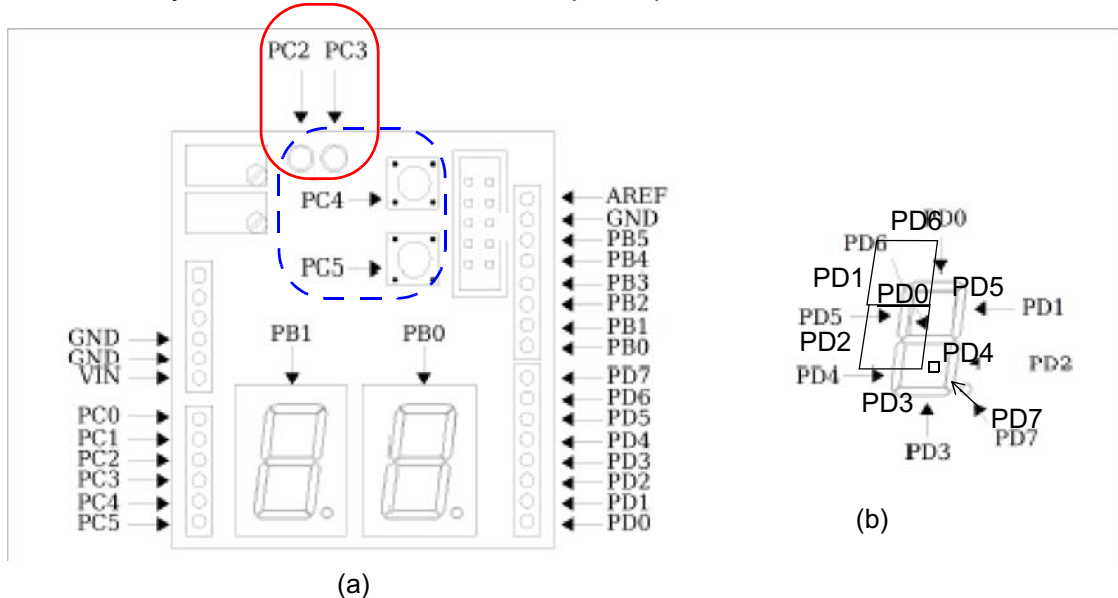 PC2 PC3
PC4
PC5
AREF
GND
PB5
PB4
PB3
PB2
PB1
PB0
GND
GND
VIN
PB1
PB0
PD7
PD6
PD5
PD4
PD3
PD2
PD1
PD0
PC0
PC1
PC2
PC3
PC4
PC5
(a)
PD6
PD0
PD6
PD1
PD0
PD5
PD5
PD1
PD2
PD4
PD2
PD4
PD3
PD7
PD7
PD3
(b)